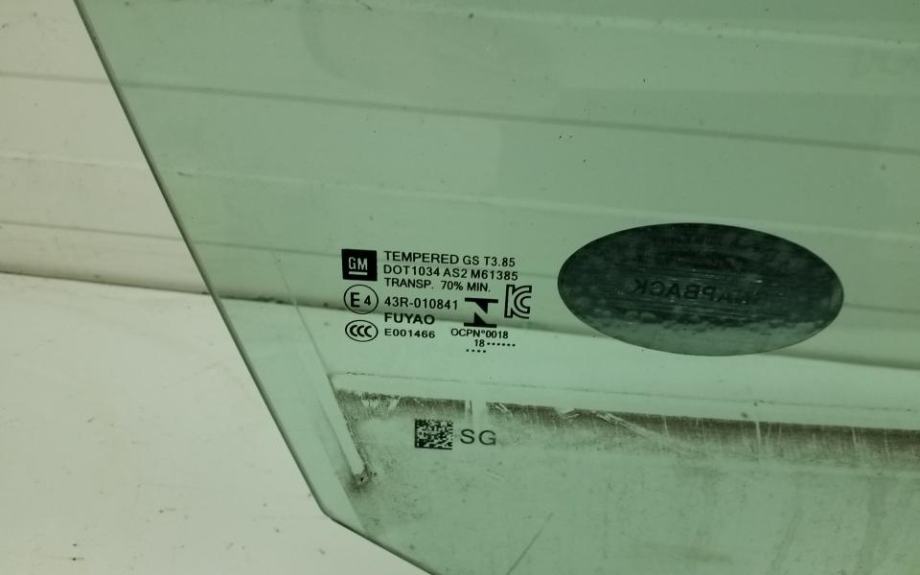 GM
TEMPERED GS T3.85
DOT1034 AS2 M61385
TRANSP. 70% MIN.
E4 43R-010841
FUYAO
CCC E001466
OCPN°0018
18••••••
••••
SG